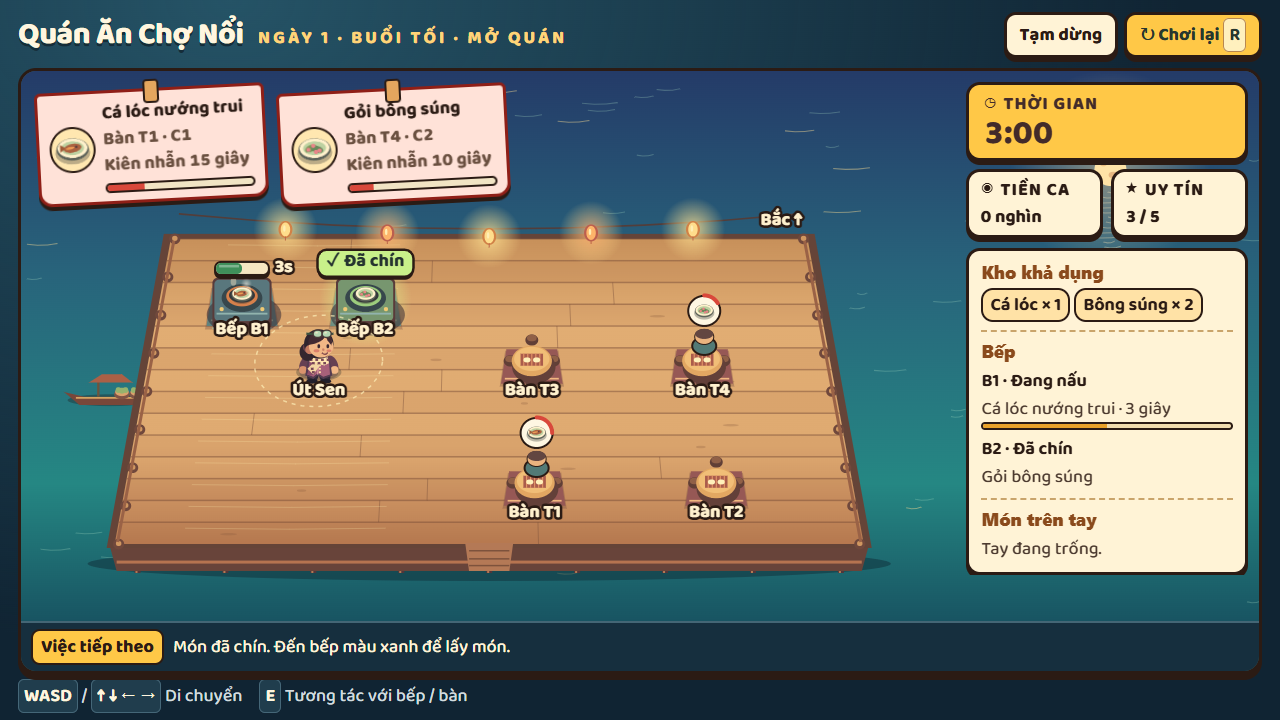 Quán Ăn Chợ Nổi
NGÀY 1 · BUỔI TỐI · MỞ QUÁN
Tạm dừng
↻ Chơi lại R
Cá lóc nướng trui
Bàn T1 · C1
Kiên nhẫn 15 giây
Gỏi bông súng
Bàn T4 · C2
Kiên nhẫn 10 giây
THỜI GIAN
3:00
TIỀN CA
0 nghìn
★ UY TÍN
3 / 5
Bắc ↑
3s
✓ Đã chín
Bếp B1
Bếp B2
Út Sen
Bàn T3
Bàn T4
Bàn T1
Bàn T2
Kho khả dụng
Cá lóc × 1
Bông súng × 2
Bếp
B1 · Đang nấu
Cá lóc nướng trui · 3 giây
B2 · Đã chín
Gỏi bông súng
Món trên tay
Tay đang trống.
Việc tiếp theo
Món đã chín. Đến bếp màu xanh để lấy món.
WASD / ↑↓← → Di chuyển
E Tương tác với bếp / bàn